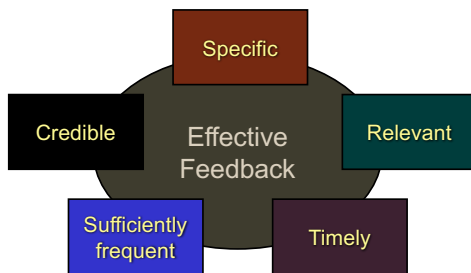 Specific
Credible
Effective
Feedback
Relevant
Sufficiently
frequent
Timely